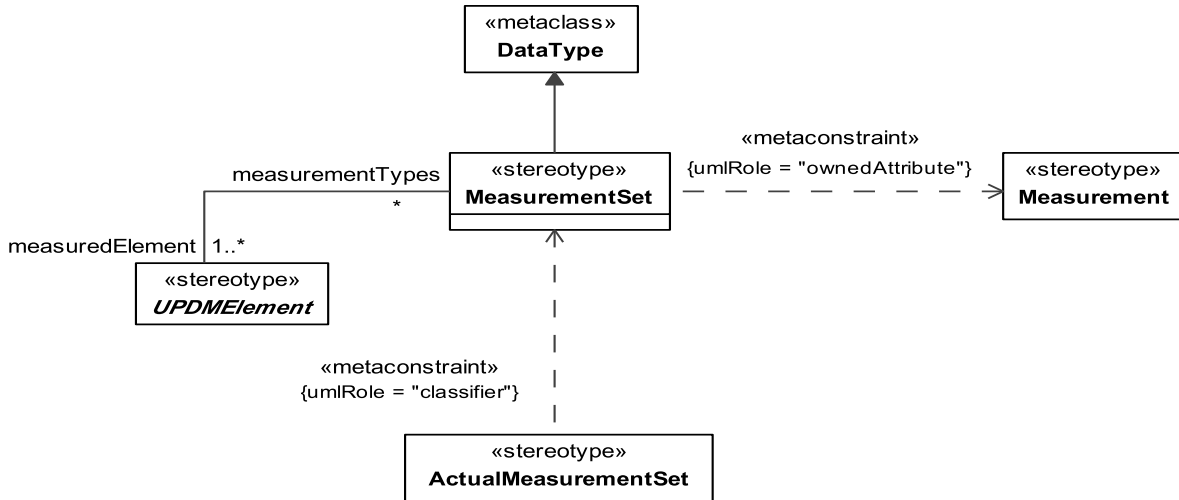 «metaclass»
DataType
«metaconstraint»
{umlRole = "ownedAttribute"}
measurementTypes
*
«stereotype»
MeasurementSet
«stereotype»
Measurement
measuredElement 1..*
«stereotype»
UPDMElement
«metaconstraint»
{umlRole = "classifier"}
«stereotype»
ActualMeasurementSet